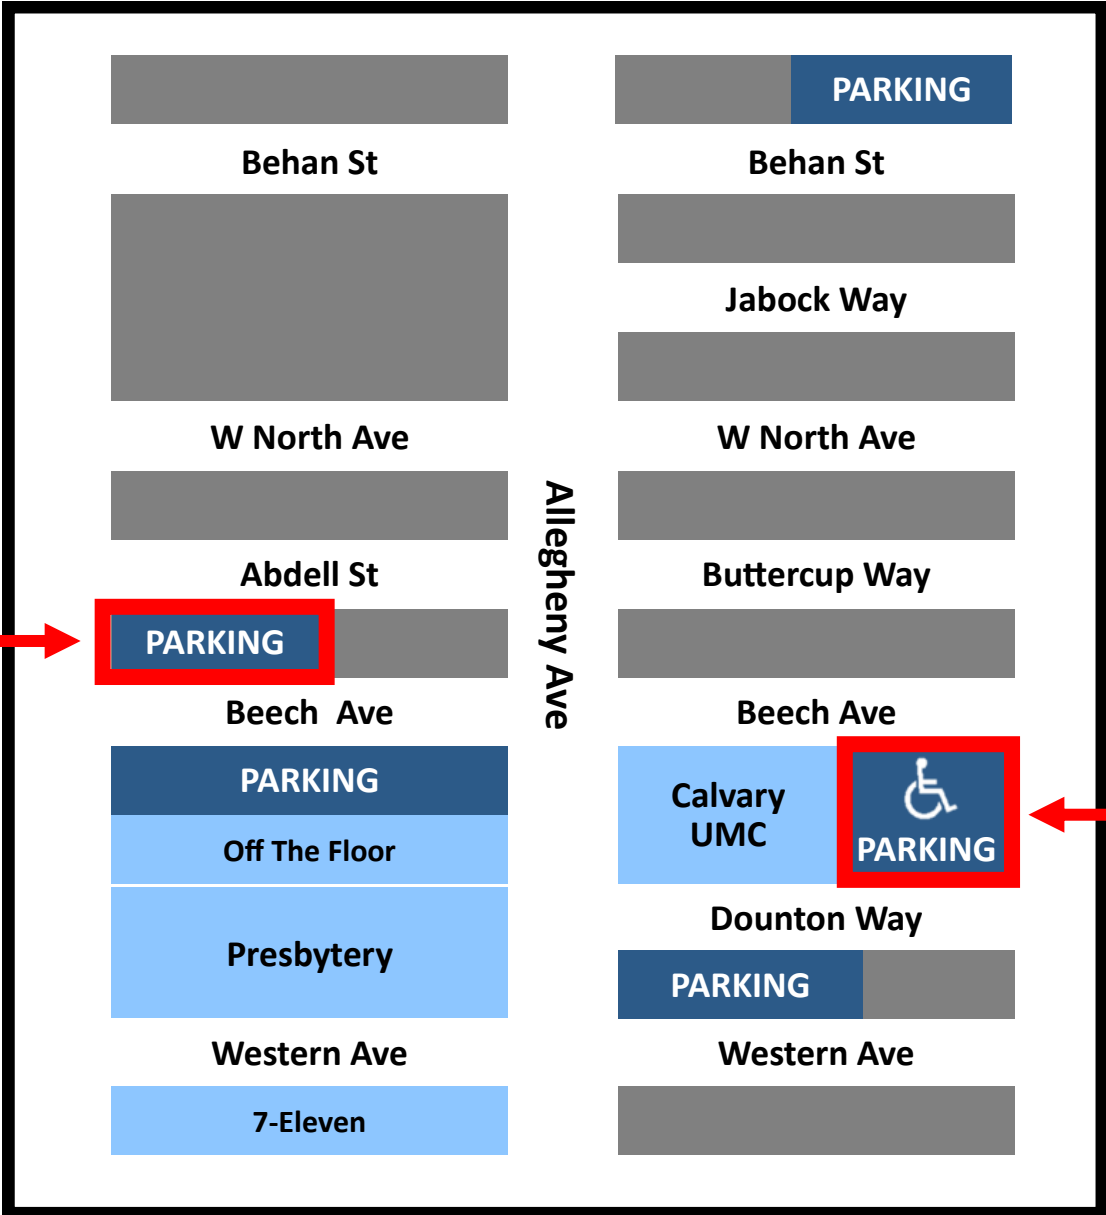 PARKING
Behan St
Behan St
Jabock Way
W North Ave
W North Ave
Allegheny Ave
Abdell St
Buttercup Way
PARKING
Beech  Ave
Beech Ave
PARKING
Calvary
UMC
PARKING
Off The Floor
Dounton Way
Presbytery
PARKING
Western Ave
Western Ave
7-Eleven